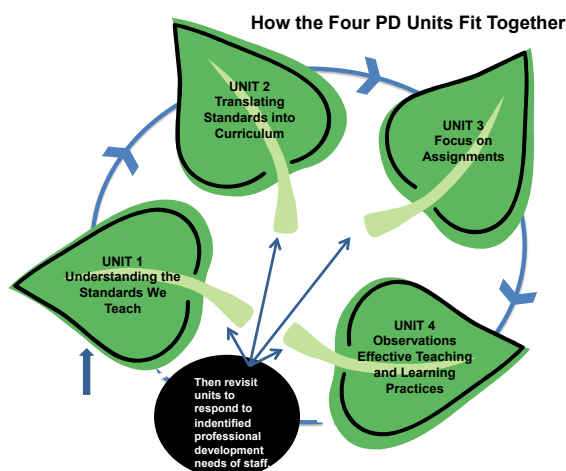 How the Four PD Units Fit Together
UNIT 2
Translating
Standards into
Curriculum
UNIT 3
Focus on
Assignments
UNIT 1
Understanding the
Standards We
Teach
UNIT 4
Observations
Effective Teaching
and Learning
Practices
Then revisit
units to
respond to
indentified
professional
development
needs of staff.